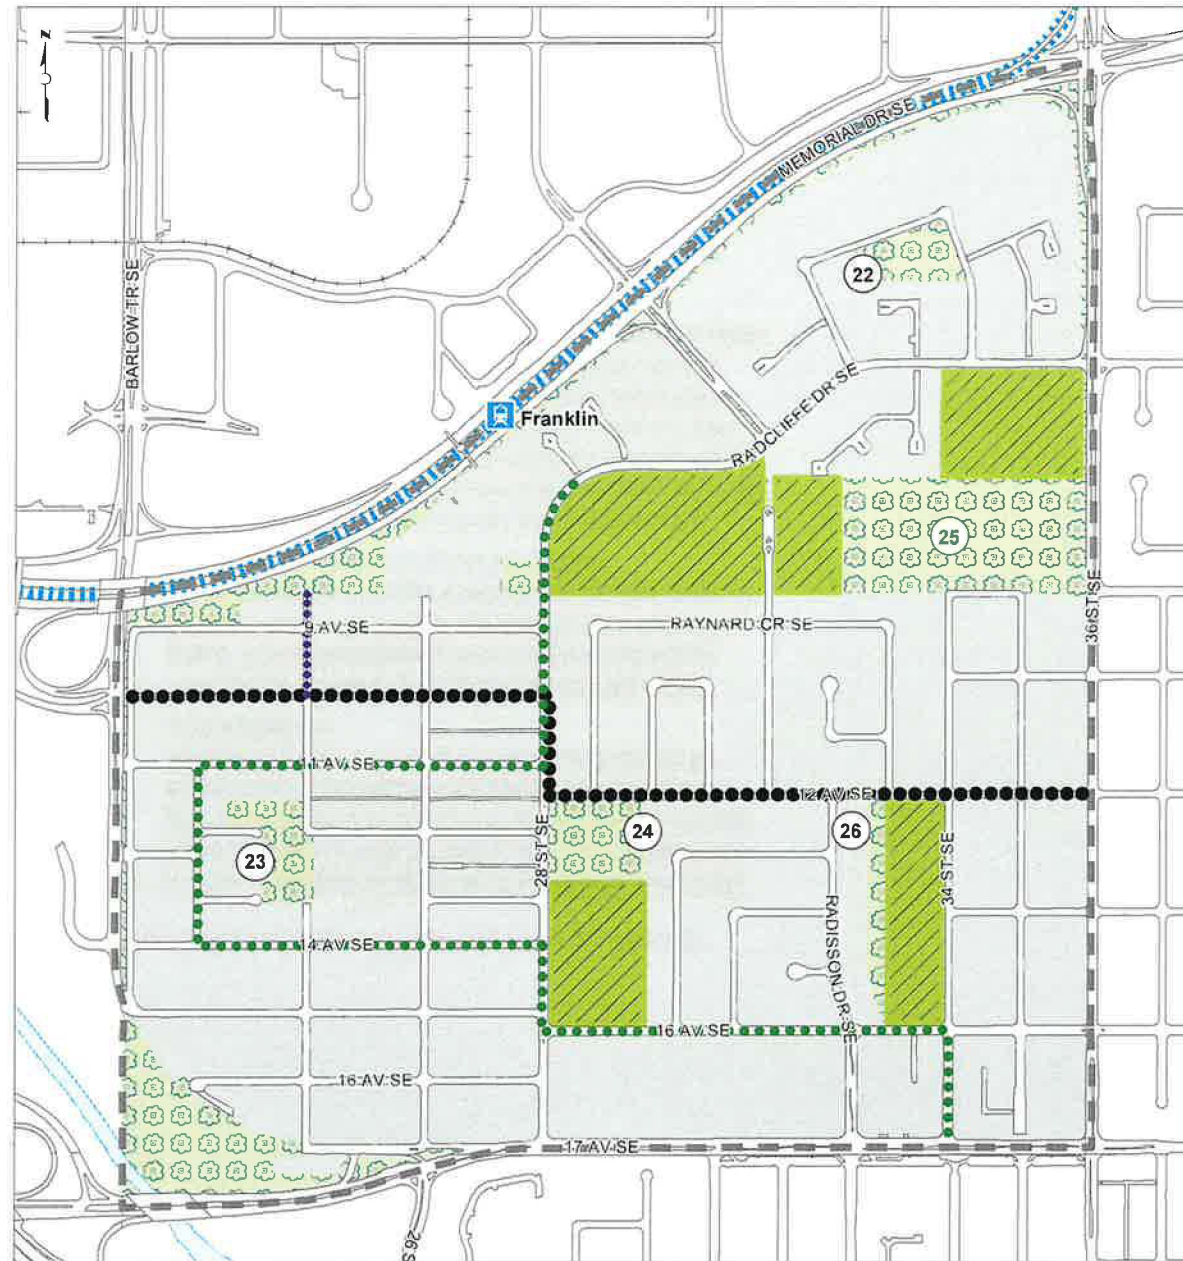 N
MEMORIAL DR SE
BARLOW TR SE
22
Franklin
RADCLIFFE DR SE
25
36 ST SE
9 AV SE
RAYNARD CR SE
11 AV SE
12 AV SE
23
28 ST SE
24
26
34 ST SE
RADISSON DR SE
14 AV SE
16 AV SE
16 AV SE
17 AV SE
26 S